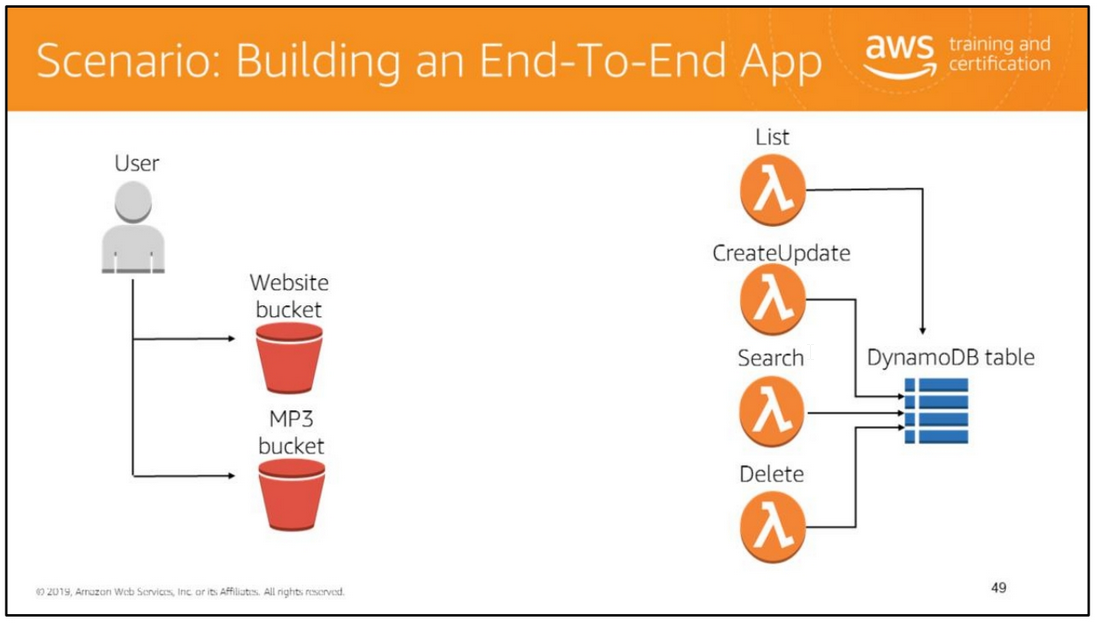 Scenario: Building an End-To-End App
aws training and
certification
User
Website
bucket
MP3
bucket
List
CreateUpdate
Search
Delete
DynamoDB table
© 2019, Amazon Web Services, Inc. or its Affiliates. All rights reserved.
49